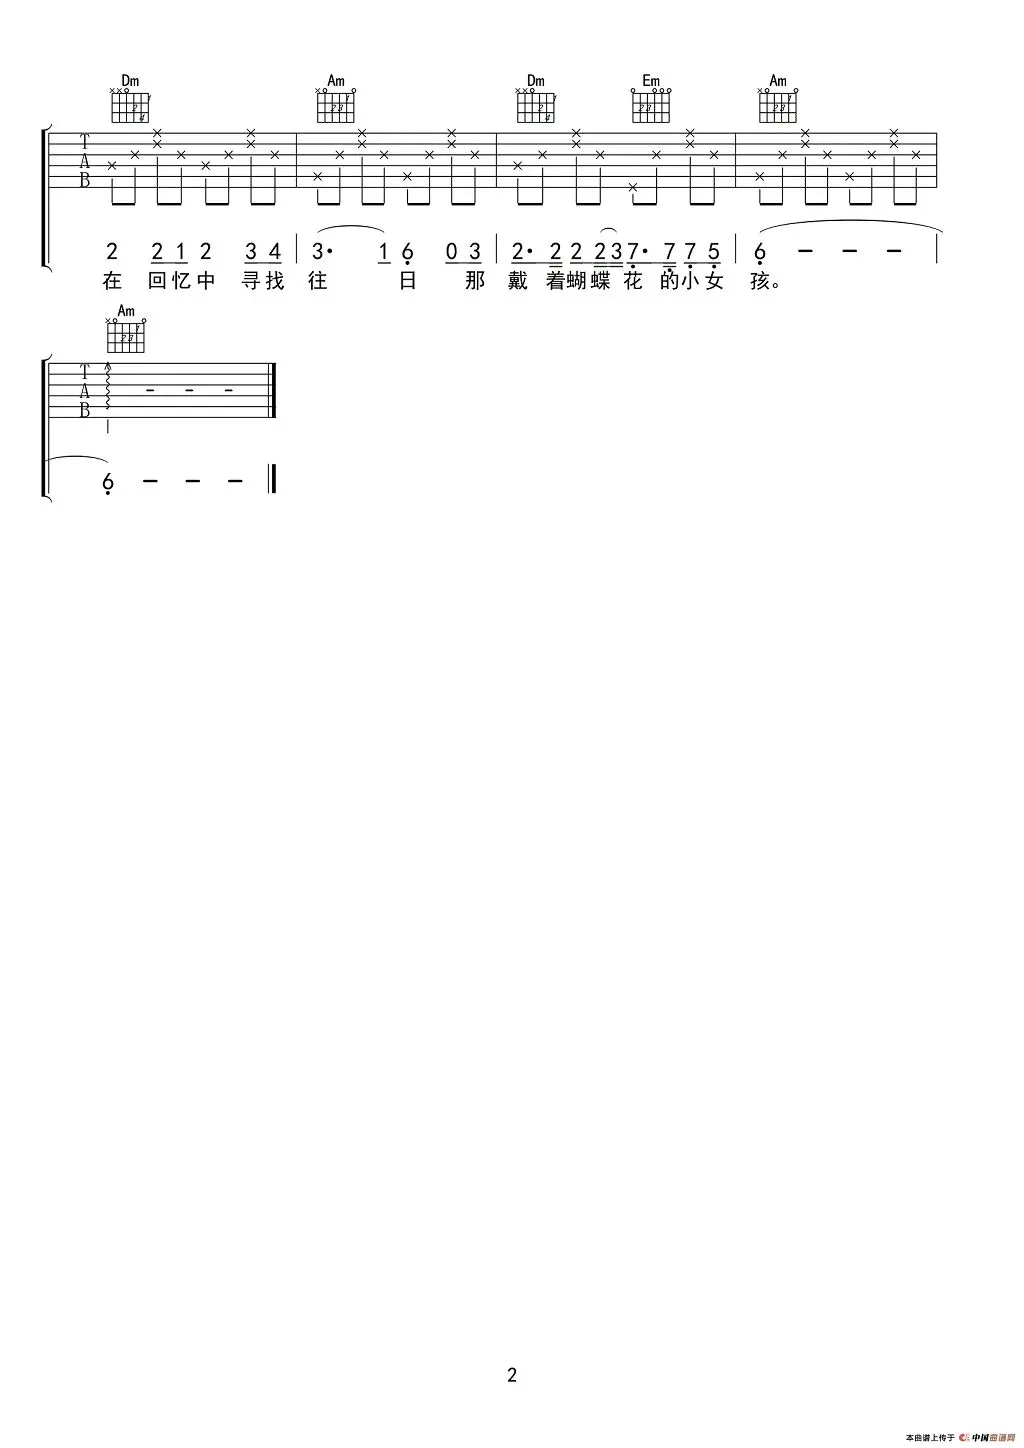 Dm Am Dm Em Am
T
A
B
2 2 1 2 3 4 3· 1 6 0 3 2· 2 2 2 3 7· 7 7 5 6 - - -
在 回忆中 寻找 往 日 那 戴 着蝴蝶 花 的小女 孩。
Am
T
A
B
- - -
6 - - -
2
本曲谱上传于 中国曲谱网